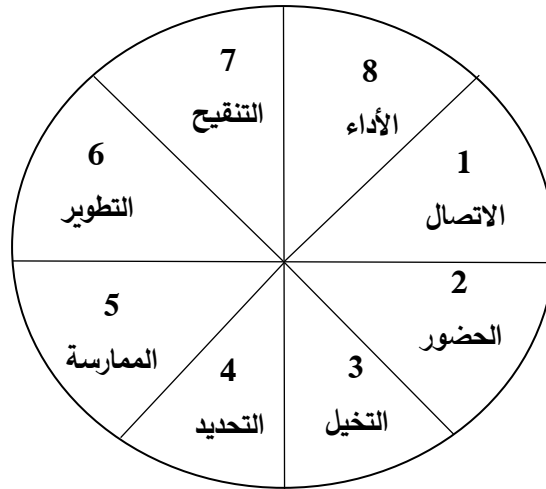 1
الاتصال
2
الحضور
3
التخيل
4
التحديد
5
الممارسة
6
التطوير
7
التنقيح
8
الأداء